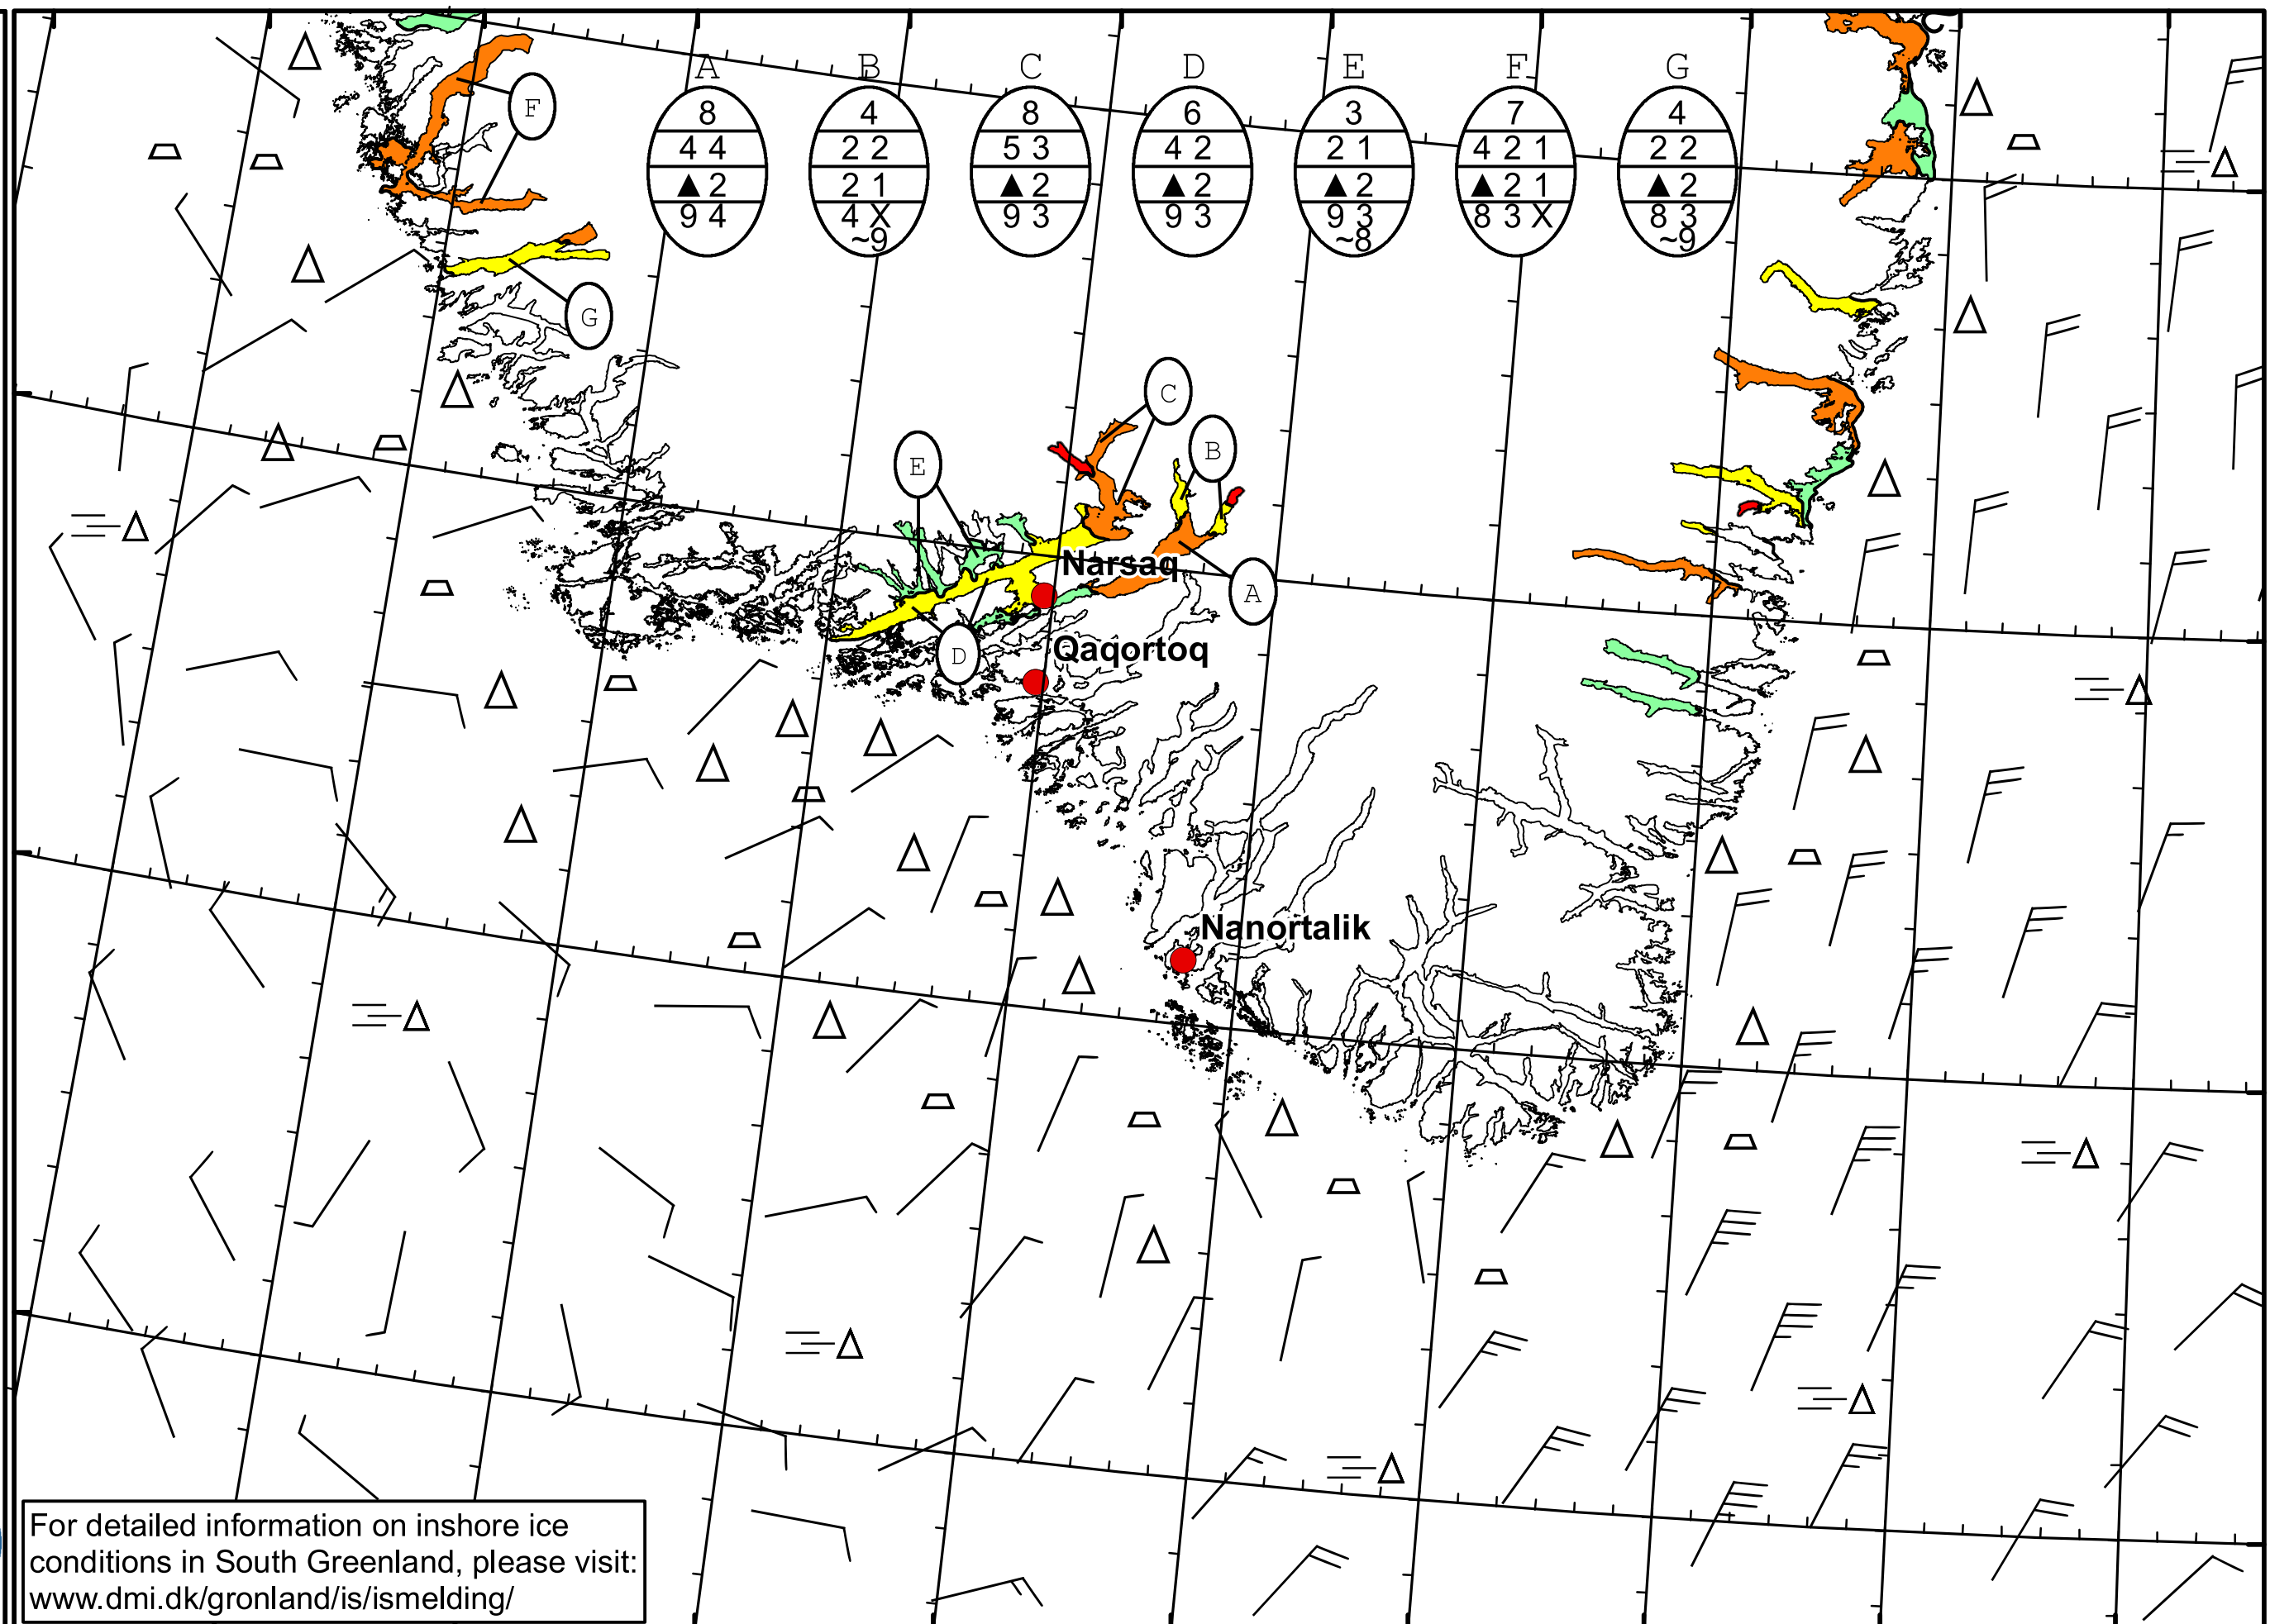 A B C D E F G
8 4 8 6 3 7 4
4 4 2 2 5 3 4 2 2 1 4 2 1 2 2
▲ 2 2 1 ▲ 2 ▲ 2 ▲ 2 ▲ 2 1 ▲ 2
9 4 4 X 9 3 9 3 9 3 8 3 X 8 3
~9 ~8 ~9
F
G
C
B
E
Narsaq
A
D
Qaqortoq
Nanortalik
For detailed information on inshore ice
conditions in South Greenland, please visit:
www.dmi.dk/gronland/is/ismelding/